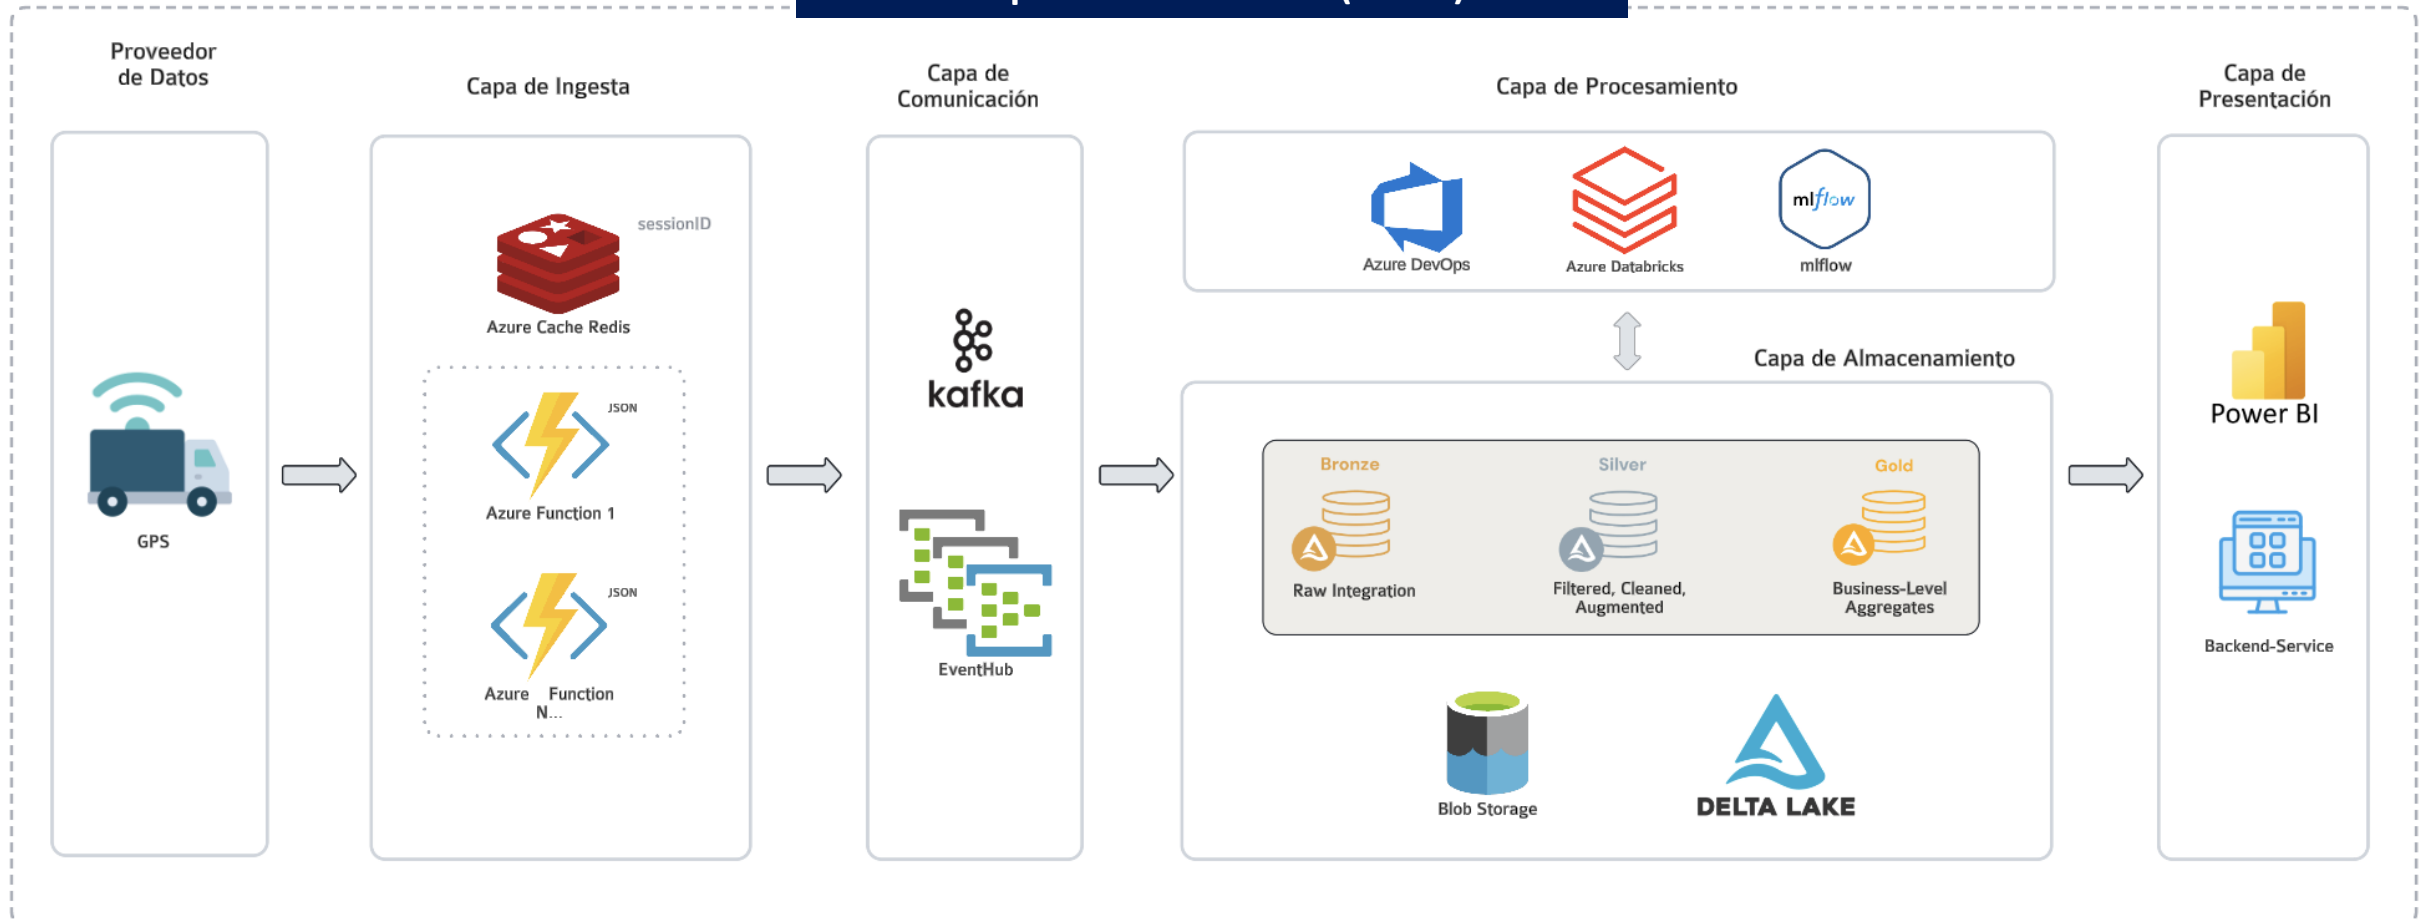 Proveedor
de Datos
GPS
Capa de Ingesta
sessionID
Azure Cache Redis
JSON
Azure Function 1
JSON
Azure Function
N...
Capa de
Comunicación
kafka
EventHub
Capa de Procesamiento
Azure DevOps
Azure Databricks
mlflow
mlflow
Capa de Almacenamiento
Bronze
Raw Integration
Silver
Filtered, Cleaned,
Augmented
Gold
Business-Level
Aggregates
Blob Storage
DELTA LAKE
Capa de
Presentación
Power BI
Backend-Service